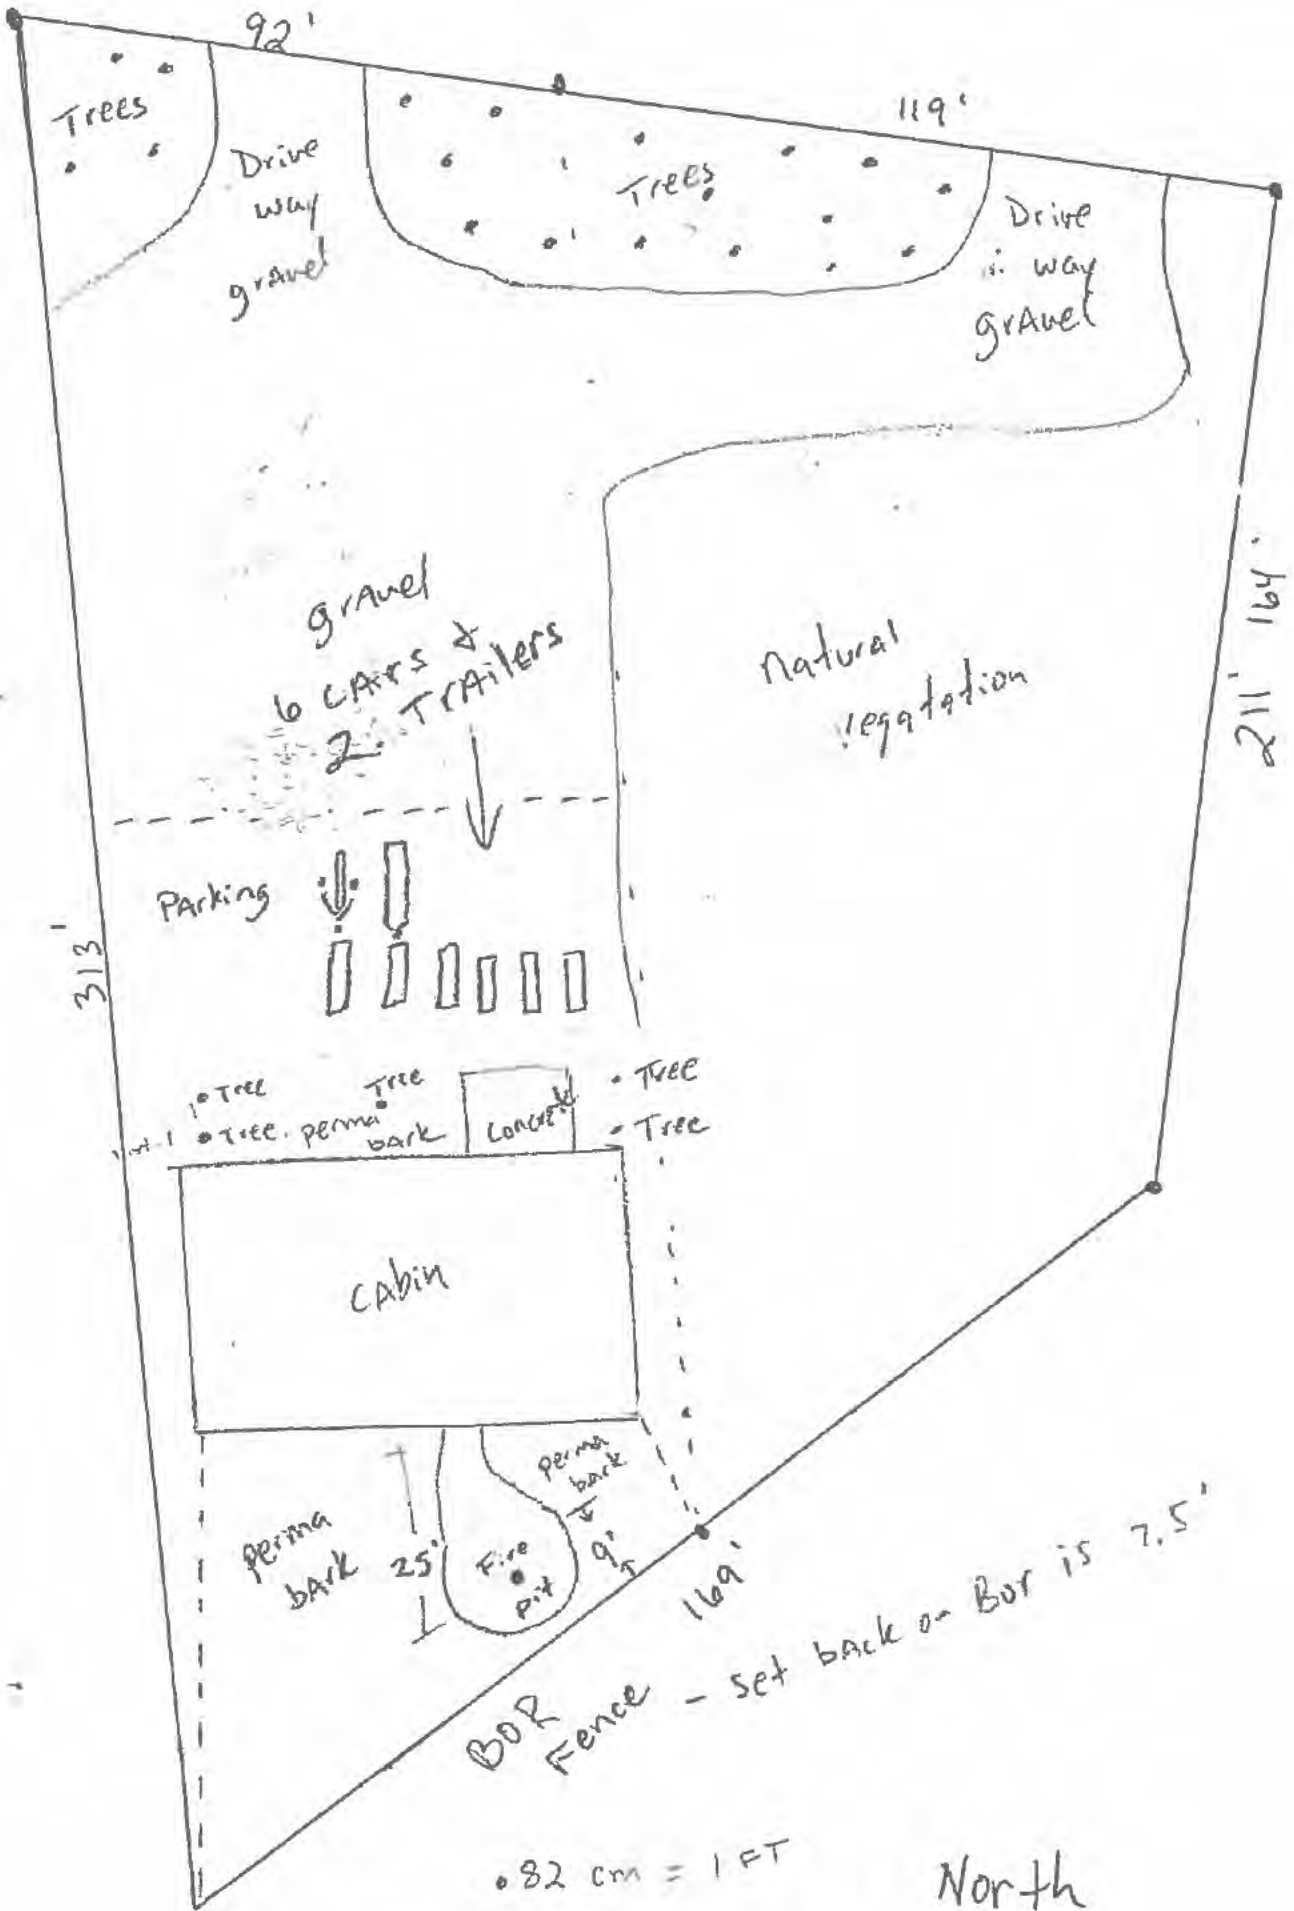 92'
119'
Trees
Drive
way
gravel
Trees
Drive
way
gravel
164'
211'
gravel
6 CARS &
2 TRAilers
Natural
vegatation
Parking
313'
Tree
Tree
Tree
perma
bark
Concret
Tree
Tree
CAbin
perma
bark
perma
bark
25'
Fire
pit
9'
169'
BOR
Fence - set back on Bor is 7.5'
.82 cm = 1 FT
North